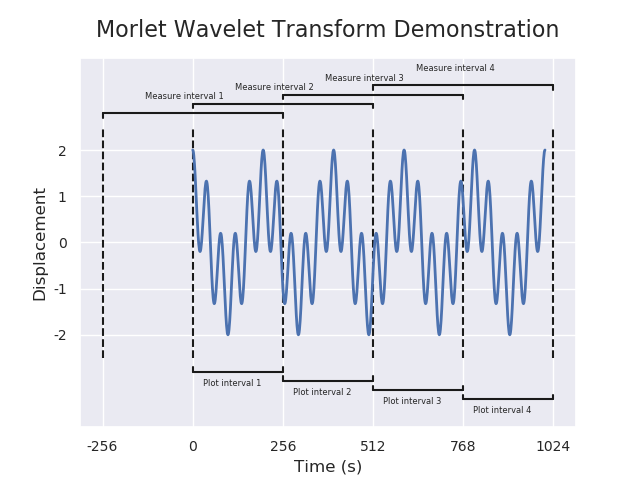 Morlet Wavelet Transform Demonstration
Measure interval 4
Measure interval 3
Measure interval 2
Measure interval 1
2
1
0
-1
-2
Displacement
Plot interval 1
Plot interval 2
Plot interval 3
Plot interval 4
-256 0 256 512 768 1024
Time (s)